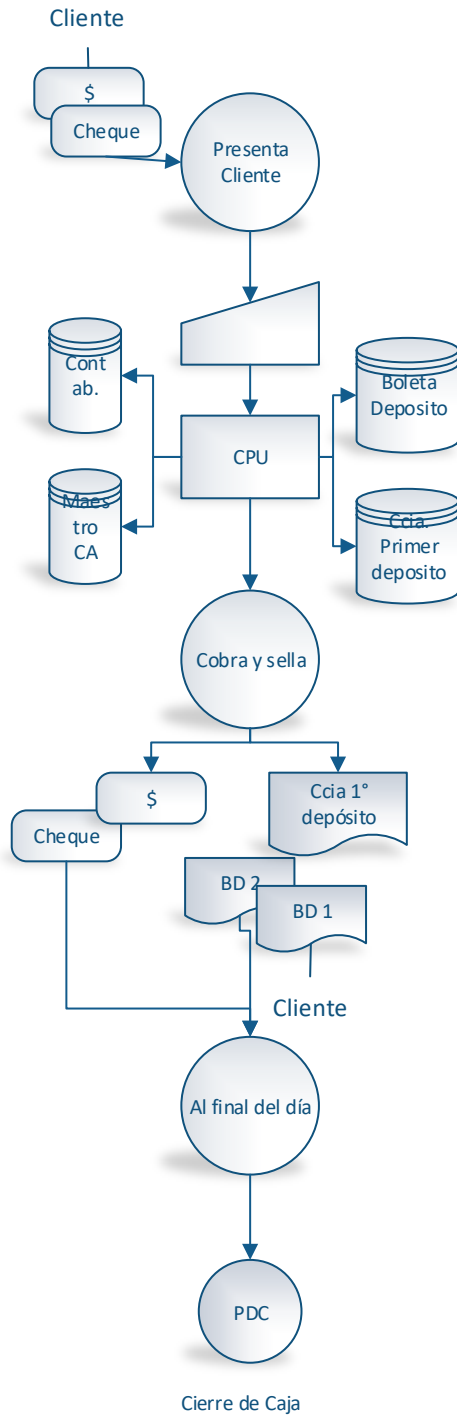 Cliente
$
Cheque
Presenta
Cliente
Cont
ab.
Boleta
Deposito
CPU
Maes
tro
CA
Ccia.
Primer
deposito
Cobra y sella
$
Cheque
Ccia 1°
depósito
BD 2
BD 1
Cliente
Al final del día
PDC
Cierre de Caja